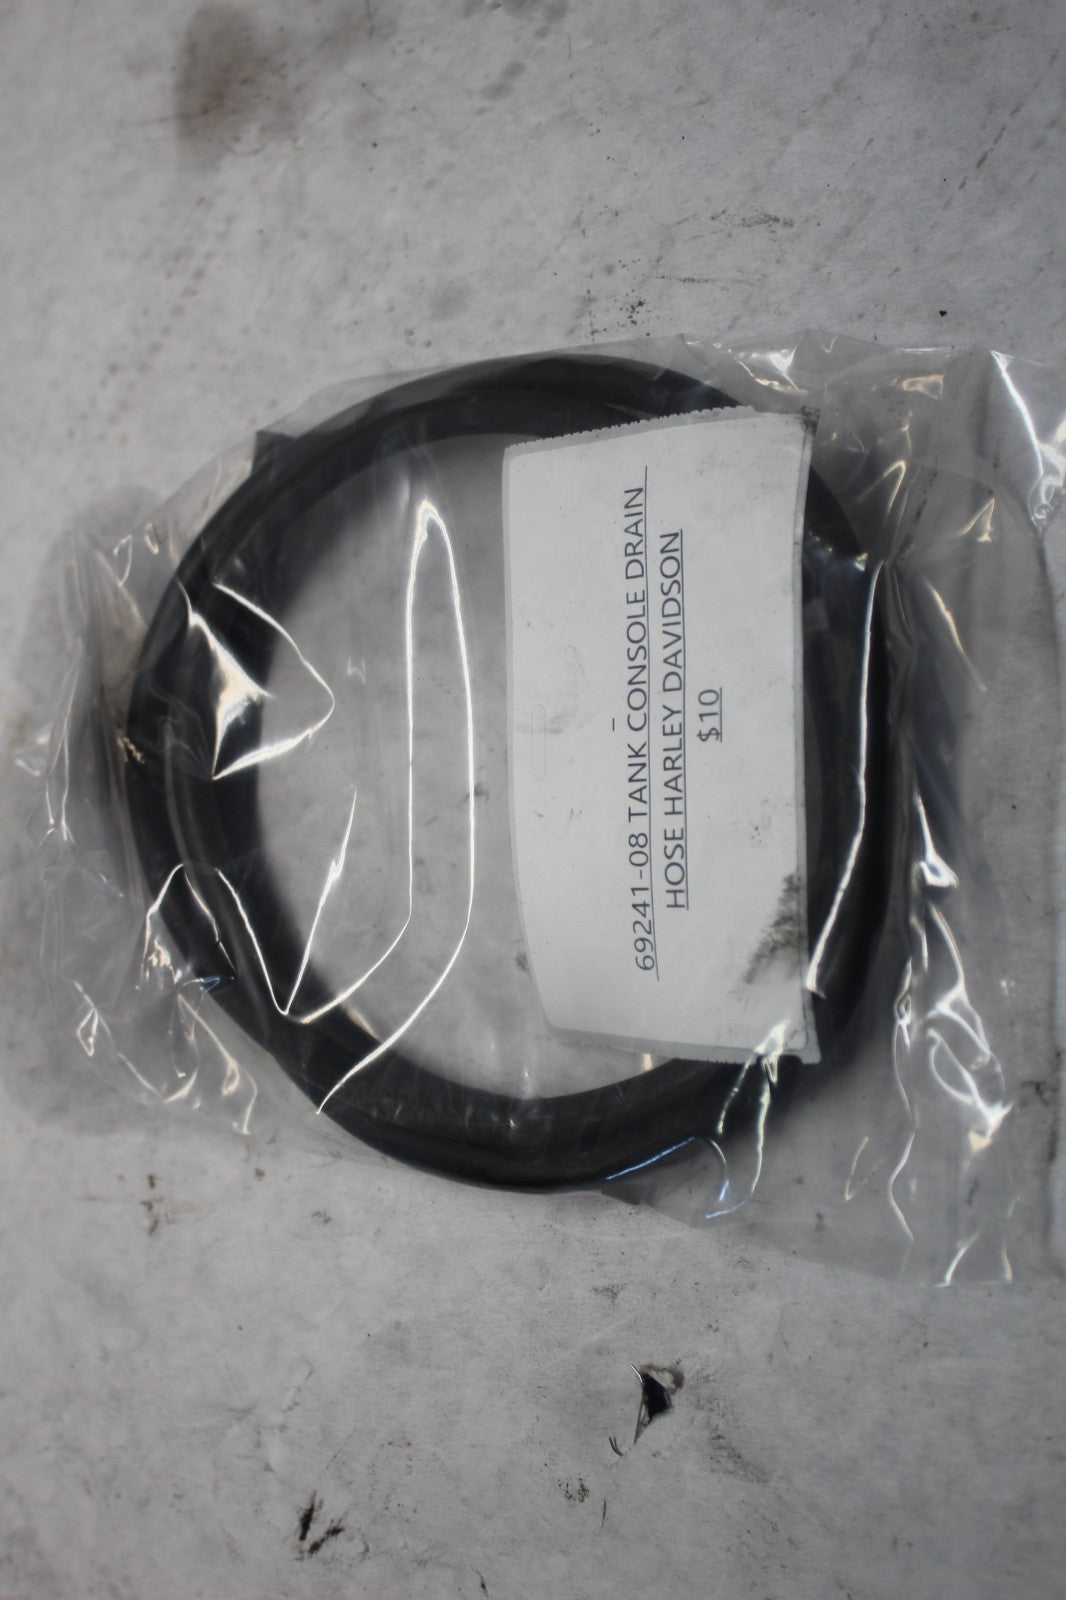 69241-08 TANK CONSOLE DRAIN
HOSE HARLEY DAVIDSON
$10